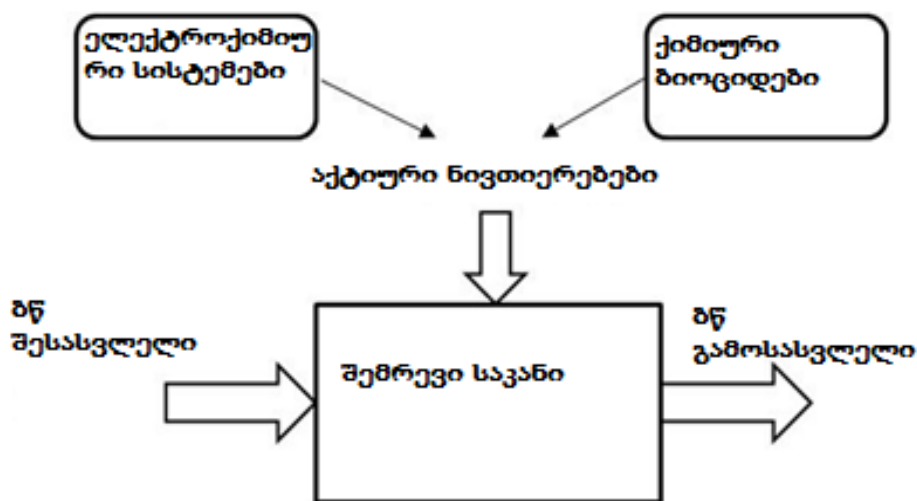 ელექტროქიმიუ
რი სისტემები
ქიმიური
ბიოციდები
აქტიური ნივთიერებები
ბწ
შესასვლელი
შემრევი საკანი
ბწ
გამოსასვლელი